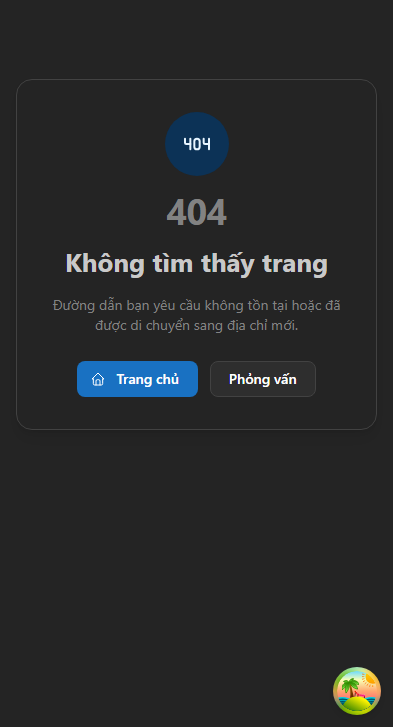 404
404
Không tìm thấy trang
Đường dẫn bạn yêu cầu không tồn tại hoặc đã
được di chuyển sang địa chỉ mới.
Trang chủ
Phỏng vấn